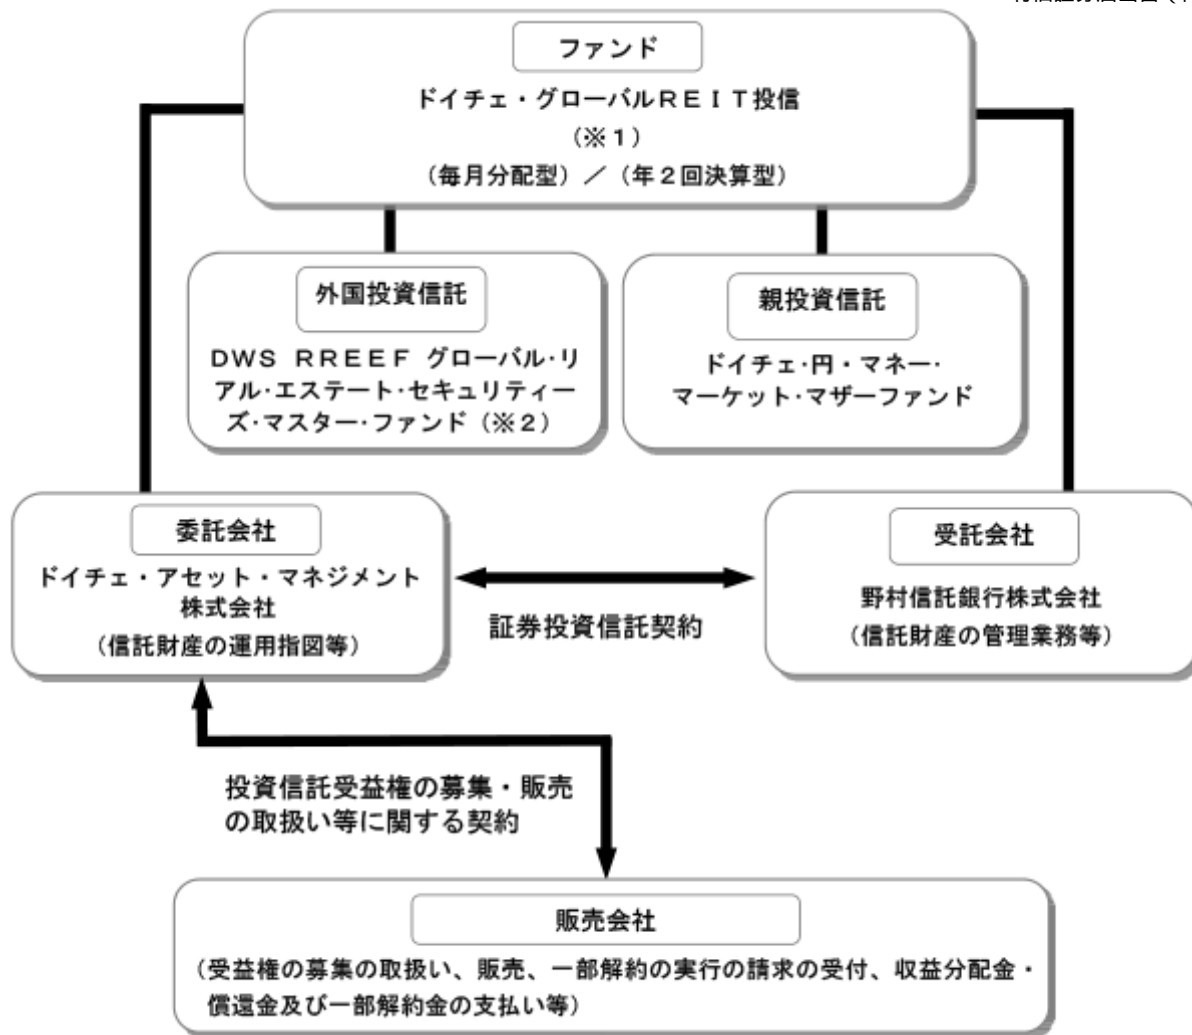 ファンド
ドイチェ・グローバルＲＥＩＴ投信
（※１）
（毎月分配型）／（年２回決算型）
外国投資信託
ＤＷＳ ＲＲＥＥＦ グローバル・リ
アル・エステート・セキュリティー
ズ・マスター・ファンド（※２）
親投資信託
ドイチェ・円・マネー・
マーケット・マザーファンド
委託会社
ドイチェ・アセット・マネジメント
株式会社
（信託財産の運用指図等）
証券投資信託契約
受託会社
野村信託銀行株式会社
（信託財産の管理業務等）
投資信託受益権の募集・販売
の取扱い等に関する契約
販売会社
（受益権の募集の取扱い、販売、一部解約の実行の請求の受付、収益分配金・
償還金及び一部解約金の支払い等）